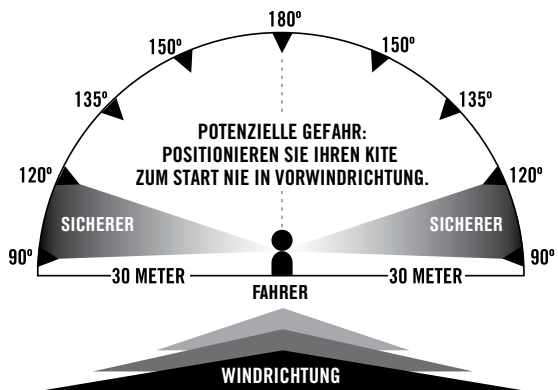 180º
150º
150º
135º
135º
POTENZIELLE GEFAHR:
POSITIONIEREN SIE IHREN KITE
ZUM START NIE IN VORWINDRICHTUNG.
120º
120º
SICHERER
SICHERER
90º
90º
30 METER
30 METER
FAHRER
WINDRICHTUNG